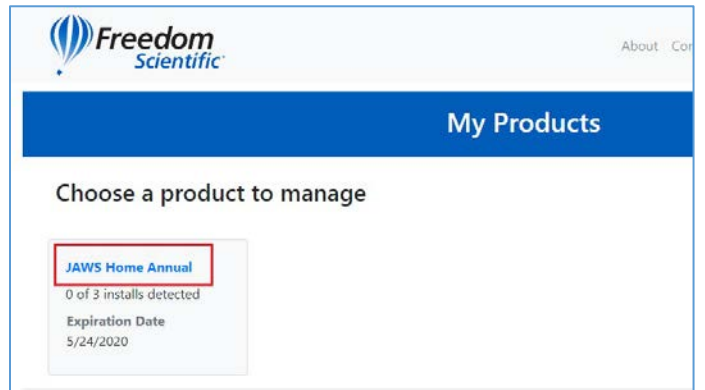 Freedom
Scientific
About
My Products
Choose a product to manage
JAWS Home Annual
0 of 3 installs detected
Expiration Date
5/24/2020